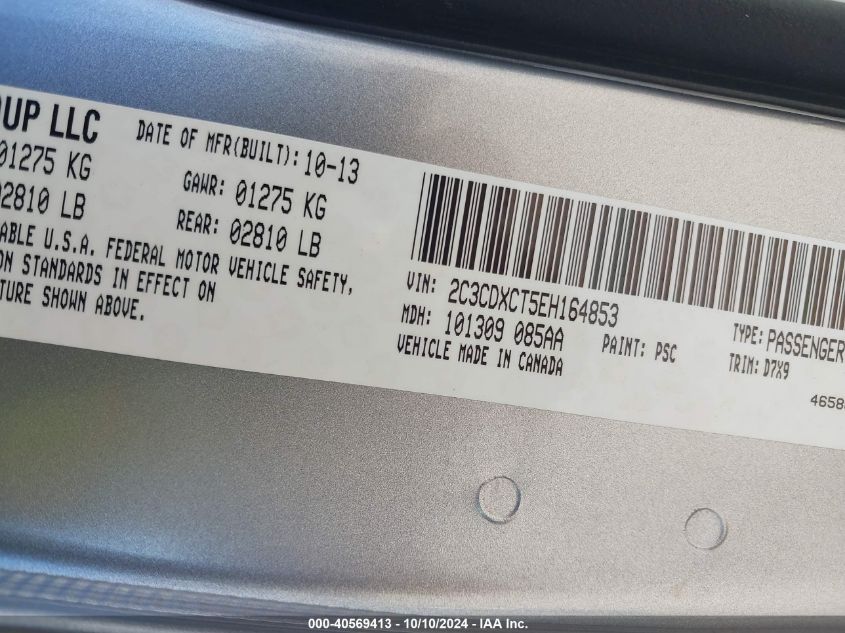 OUP LLC
DATE OF MFR(BUILT): 10-13
01275 KG
GAWR: 01275 KG
02810 LB
REAR: 02810 LB
ABLE U.S.A. FEDERAL MOTOR VEHICLE SAFETY,
ON STANDARDS IN EFFECT ON
TURE SHOWN ABOVE.
VIN: 2C3CDXCT5EH164853
MDH: 101309 085AA
PAINT: PSC
VEHICLE MADE IN CANADA
TYPE: PASSENGER
TRIM: D7X9
4658
000-40569413 - 10/10/2024 - IAA Inc.